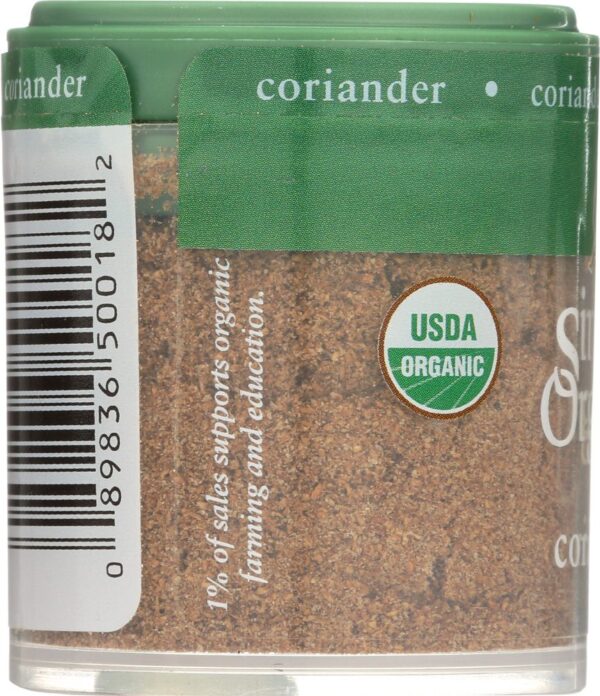 coriander
coriander •
USDA
ORGANIC
1% of sales supports organic
farming and education.
0 89836 50018 2